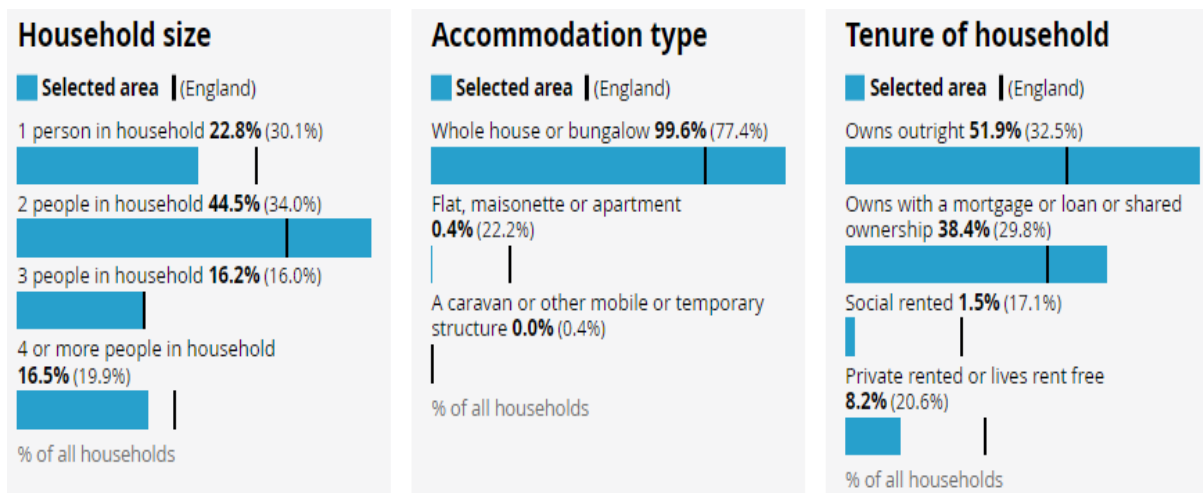 Household size
Selected area (England)
1 person in household 22.8% (30.1%)
2 people in household 44.5% (34.0%)
3 people in household 16.2% (16.0%)
4 or more people in household
16.5% (19.9%)
% of all households
Accommodation type
Selected area (England)
Whole house or bungalow 99.6% (77.4%)
Flat, maisonette or apartment
0.4% (22.2%)
A caravan or other mobile or temporary
structure 0.0% (0.4%)
% of all households
Tenure of household
Selected area (England)
Owns outright 51.9% (32.5%)
Owns with a mortgage or loan or shared
ownership 38.4% (29.8%)
Social rented 1.5% (17.1%)
Private rented or lives rent free
8.2% (20.6%)
% of all households